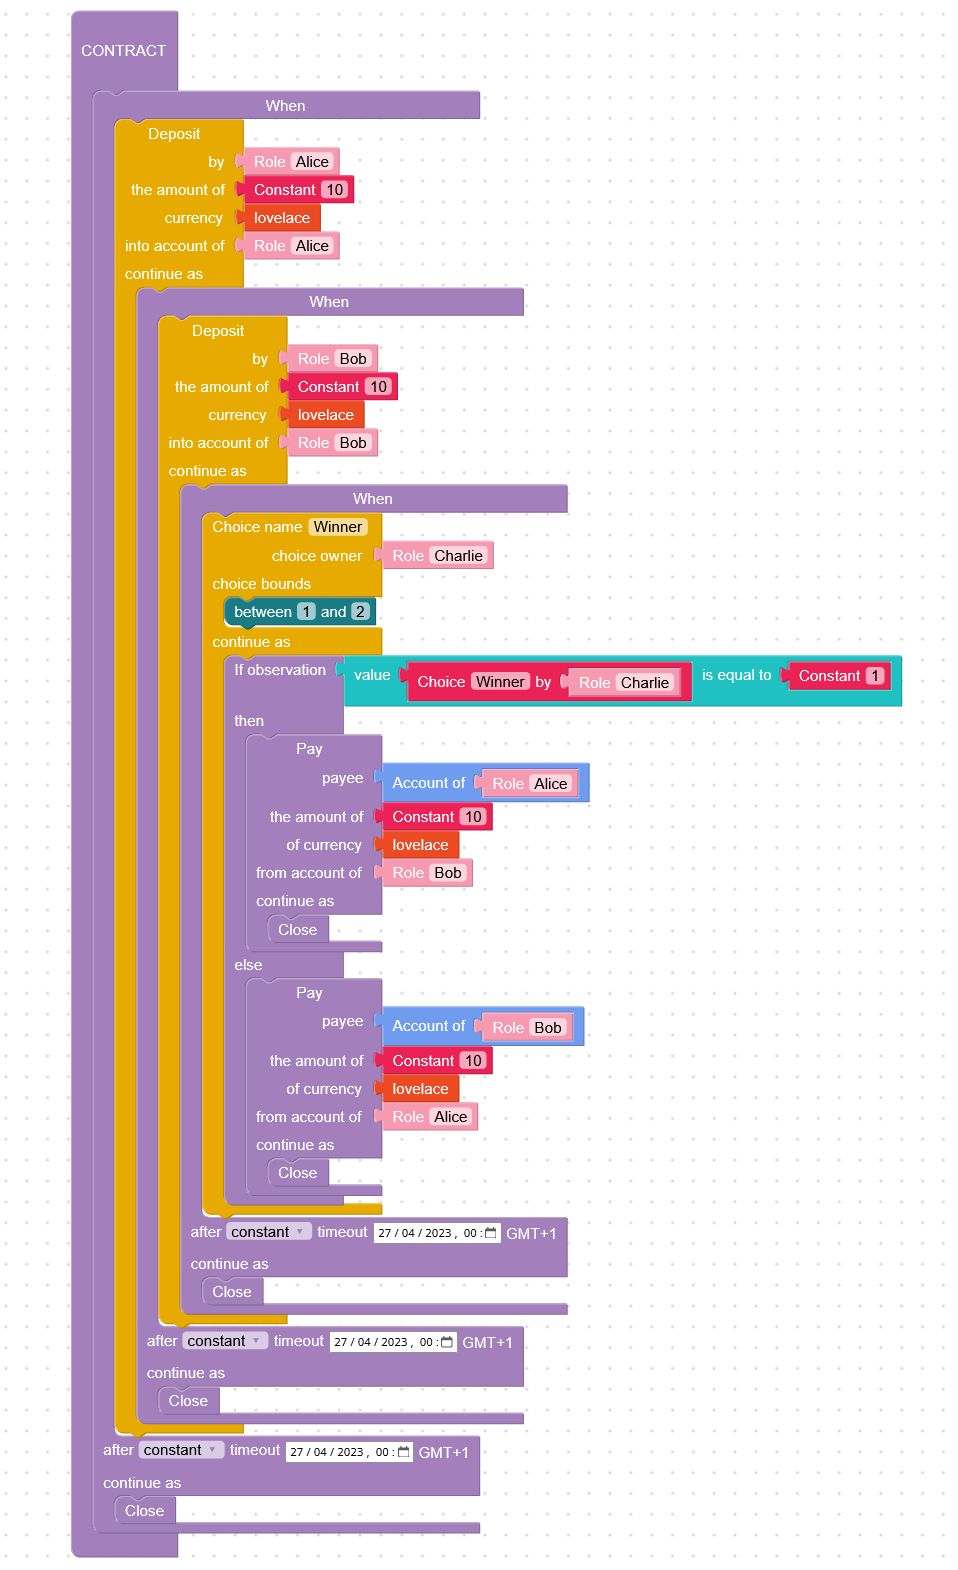 CONTRACT
When
Deposit
by Role Alice
the amount of Constant 10
currency lovelace
into account of Role Alice
continue as
When
Deposit
by Role Bob
the amount of Constant 10
currency lovelace
into account of Role Bob
continue as
When
Choice name Winner
choice owner Role Charlie
choice bounds
between 1 and 2
continue as
If observation value Choice Winner by Role Charlie is equal to Constant 1
then
Pay
payee Account of Role Alice
the amount of Constant 10
of currency lovelace
from account of Role Bob
continue as
Close
else
Pay
payee Account of Role Bob
the amount of Constant 10
of currency lovelace
from account of Role Alice
continue as
Close
after constant timeout 27 / 04 / 2023 , 00 : GMT+1
continue as
Close
after constant timeout 27 / 04 / 2023 , 00 : GMT+1
continue as
Close
after constant timeout 27 / 04 / 2023 , 00 : GMT+1
continue as
Close